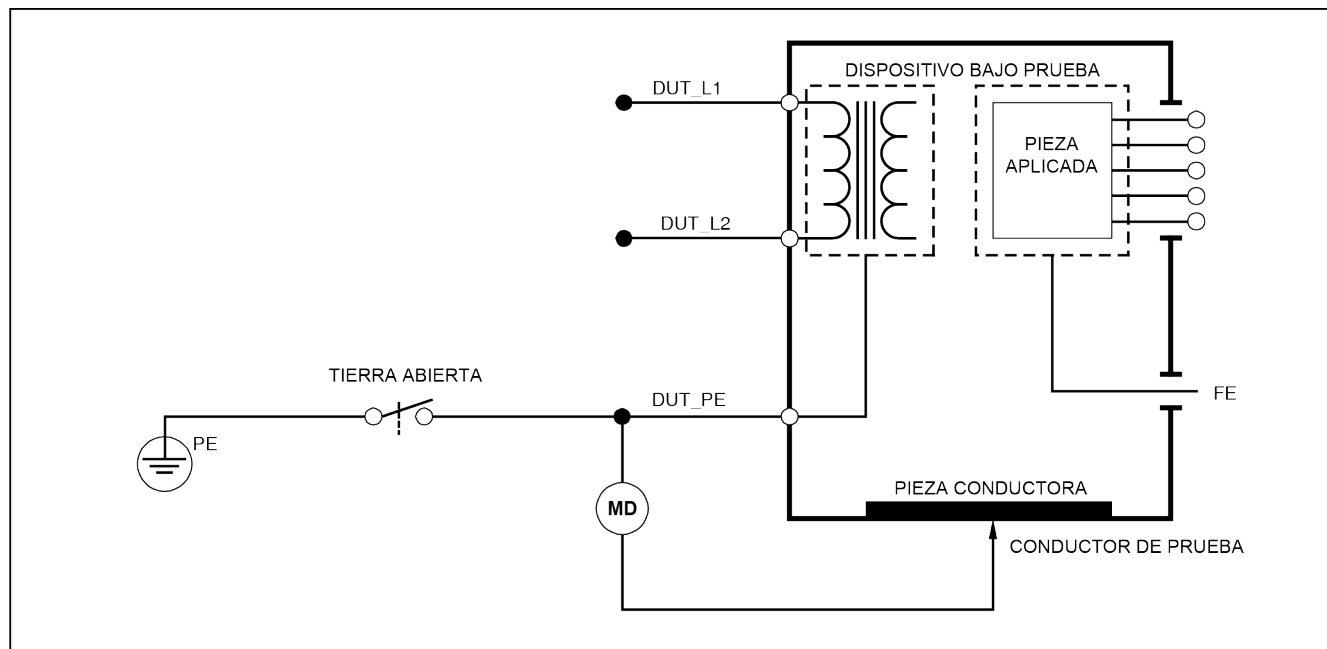 DISPOSITIVO BAJO PRUEBA
DUT_L1
PIEZA
APLICADA
DUT_L2
TIERRA ABIERTA
DUT_PE
FE
PE
PIEZA CONDUCTORA
MD
CONDUCTOR DE PRUEBA